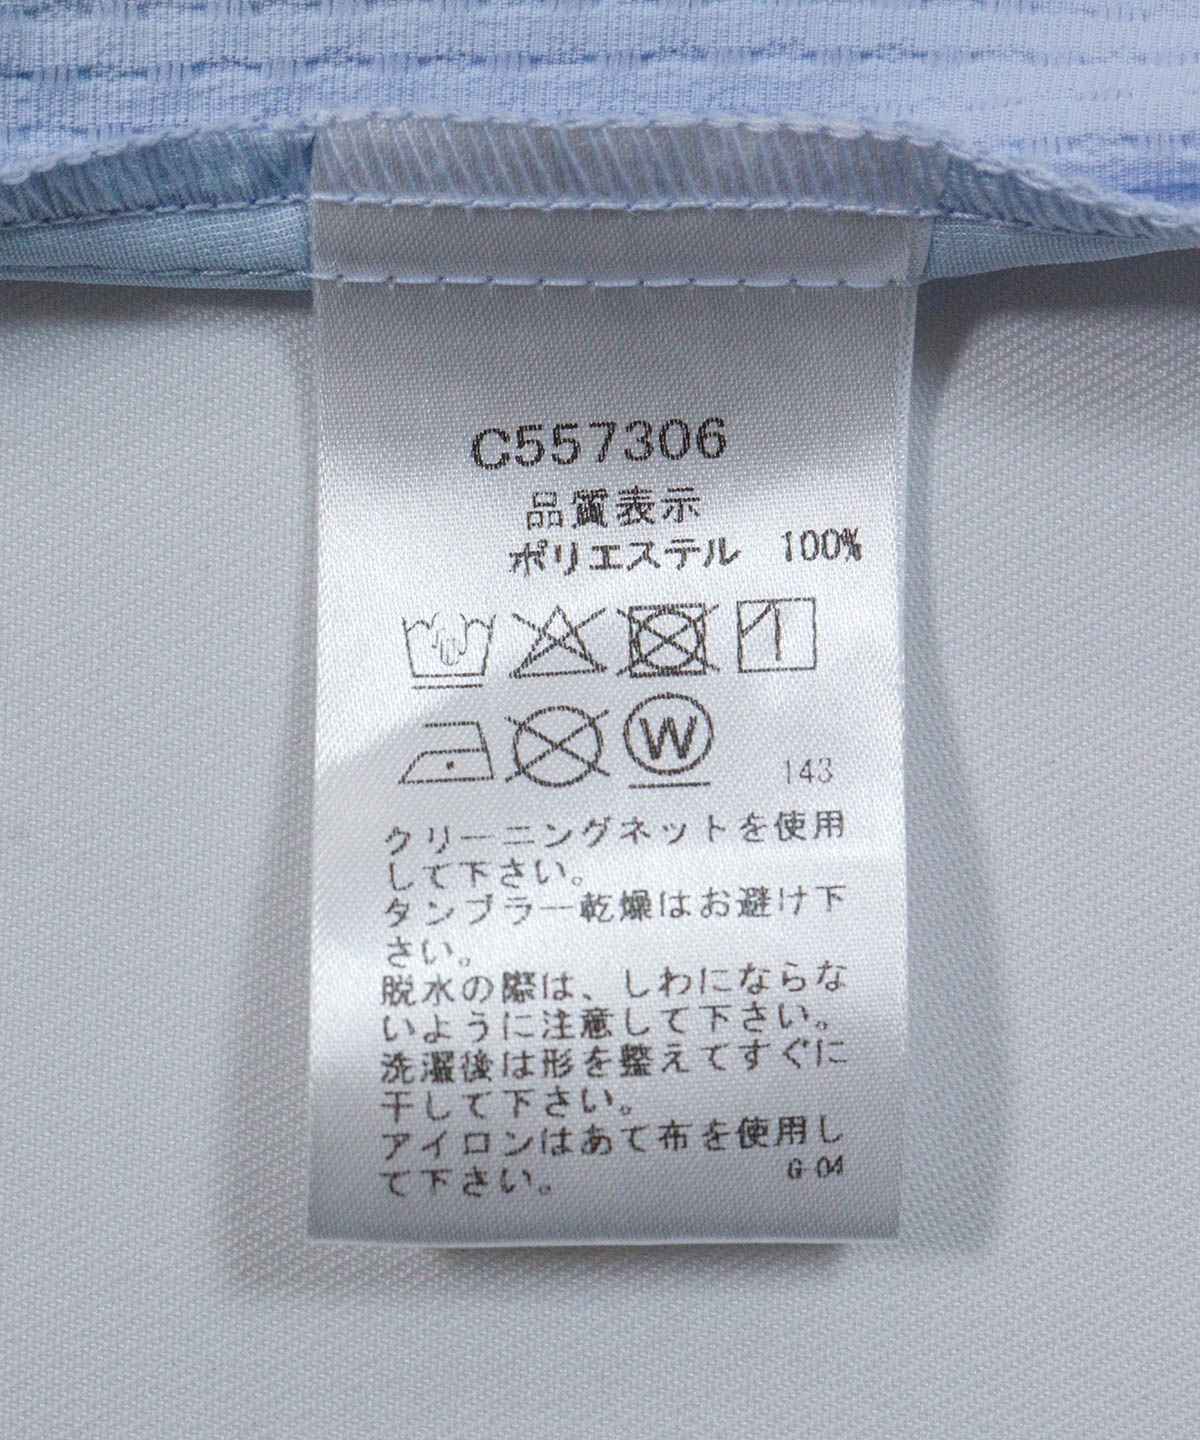 C557306
品質表示
ポリエステル 100%
W
143
クリーニングネットを使用
して下さい。
タンブラー乾燥はお避け下
さい。
脱水の際は、しわにならな
いように注意して下さい。
洗濯後は形を整えてすぐに
干して下さい。
アイロンはあて布を使用し
て下さい。
G-04